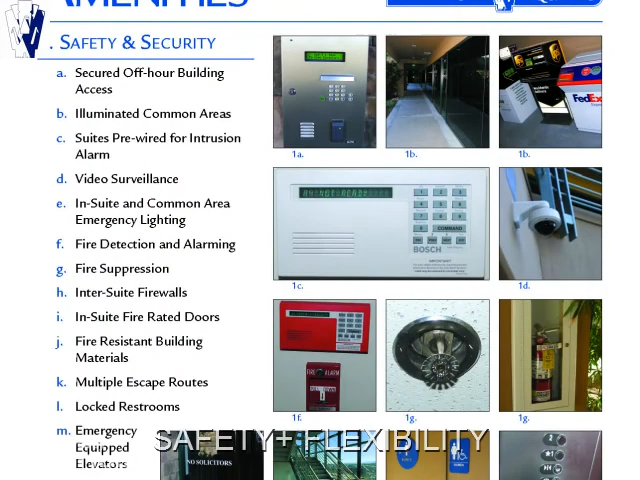 AMENITIES
. SAFETY & SECURITY
a. Secured Off-hour Building
Access
b. Illuminated Common Areas
c. Suites Pre-wired for Intrusion
Alarm
d. Video Surveillance
e. In-Suite and Common Area
Emergency Lighting
f. Fire Detection and Alarming
g. Fire Suppression
h. Inter-Suite Firewalls
i. In-Suite Fire Rated Doors
j. Fire Resistant Building
Materials
k. Multiple Escape Routes
l. Locked Restrooms
m. Emergency
Equipped
Elevators
1a.
1b.
FedEx
1b.
COMMAND
BOSCH
IMPORTANT
1c.
1d.
FIRE ALARM
1f.
1g.
1g.
SAFETY+ FLEXIBILITY
NO SOLICITORS